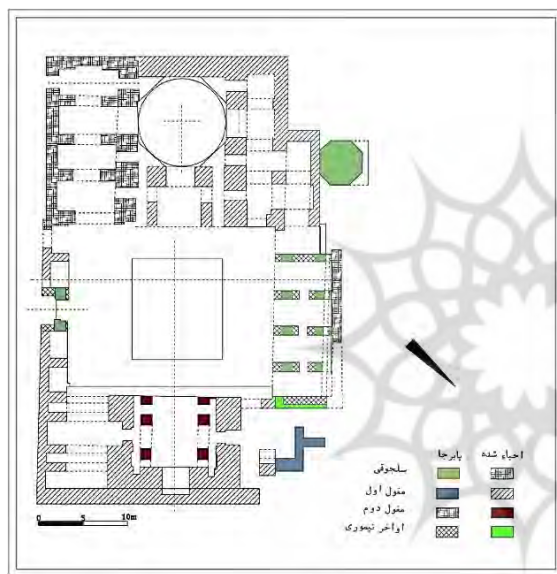 0 5 10m
احیاء شده پابرجا
سلجوقی
مغول اول
مغول دوم
اواخر تیموری